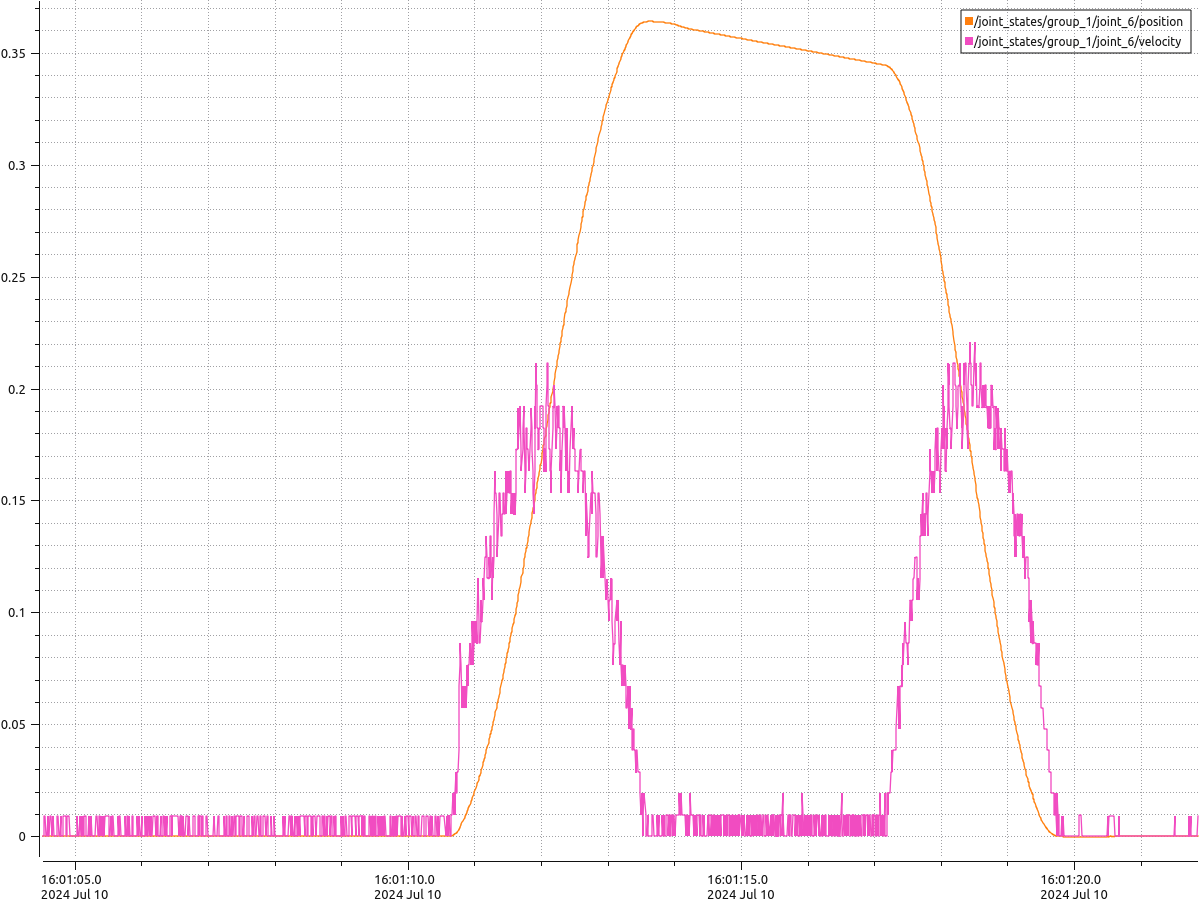 /joint_states/group_1/joint_6/position
/joint_states/group_1/joint_6/velocity
0.35
0.3
0.25
0.2
0.15
0.1
0.05
0
16:01:05.0
2024 Jul 10
16:01:10.0
2024 Jul 10
16:01:15.0
2024 Jul 10
16:01:20.0
2024 Jul 10